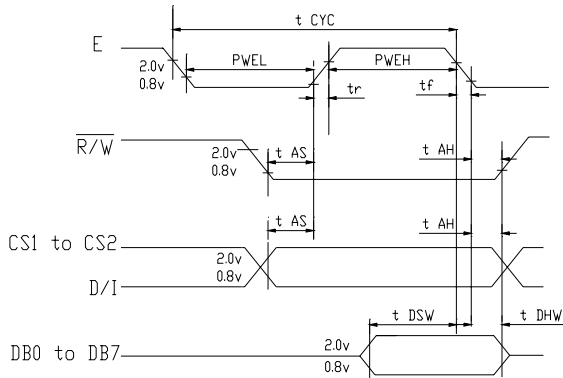 t CYC
E
2.0v
0.8v
PWEL
PWEH
tr
tf
R/W
2.0v
0.8v
t AS
t AH
t AS
t AH
CS1 to CS2
2.0v
0.8v
D/I
t DSW
t DHW
DB0 to DB7
2.0v
0.8v